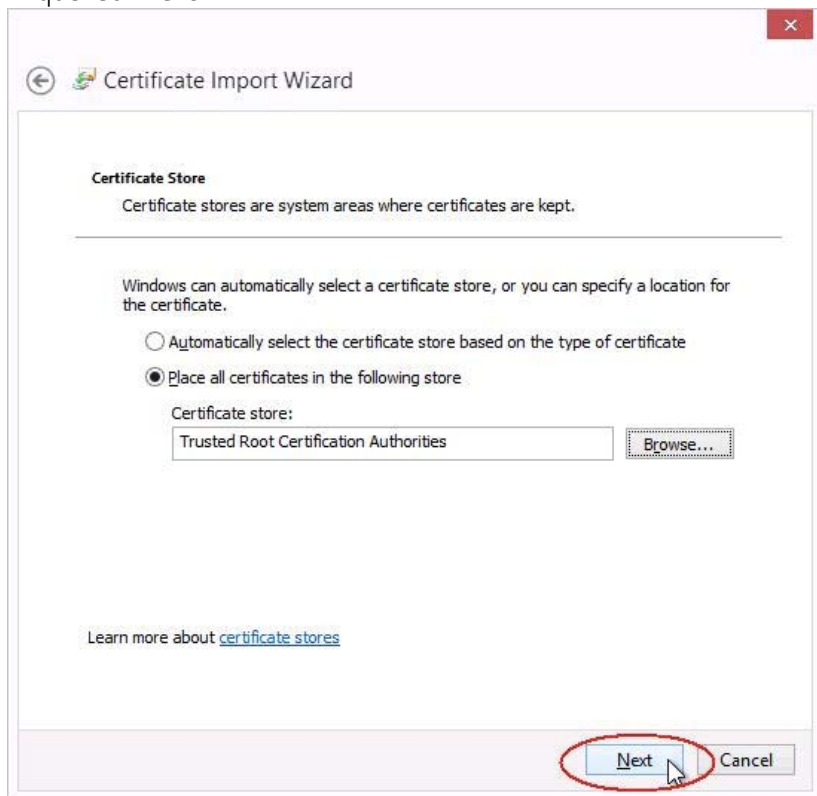 Certificate Import Wizard
Certificate Store
Certificate stores are system areas where certificates are kept.
Windows can automatically select a certificate store, or you can specify a location for
the certificate.
Automatically select the certificate store based on the type of certificate
Place all certificates in the following store
Certificate store:
Trusted Root Certification Authorities
Browse...
Learn more about certificate stores
Next
Cancel